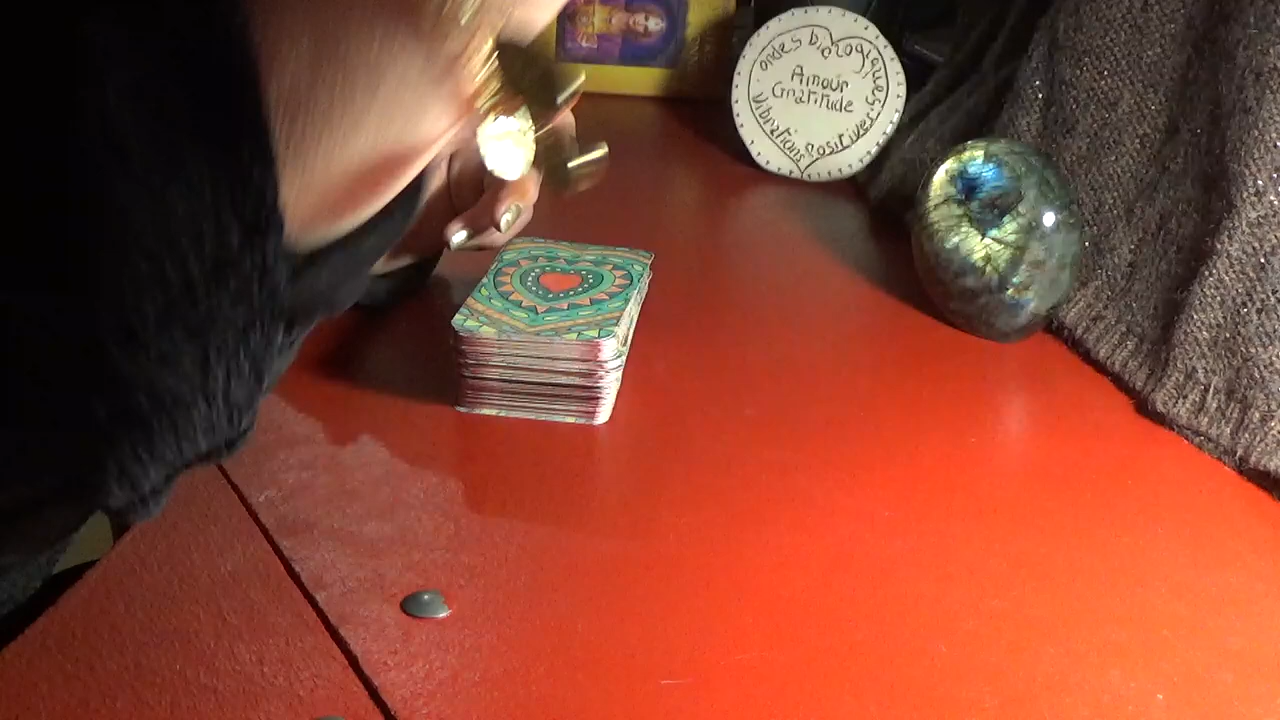 ondes biologiques
Amour
Gratitude
Vibrations Positives